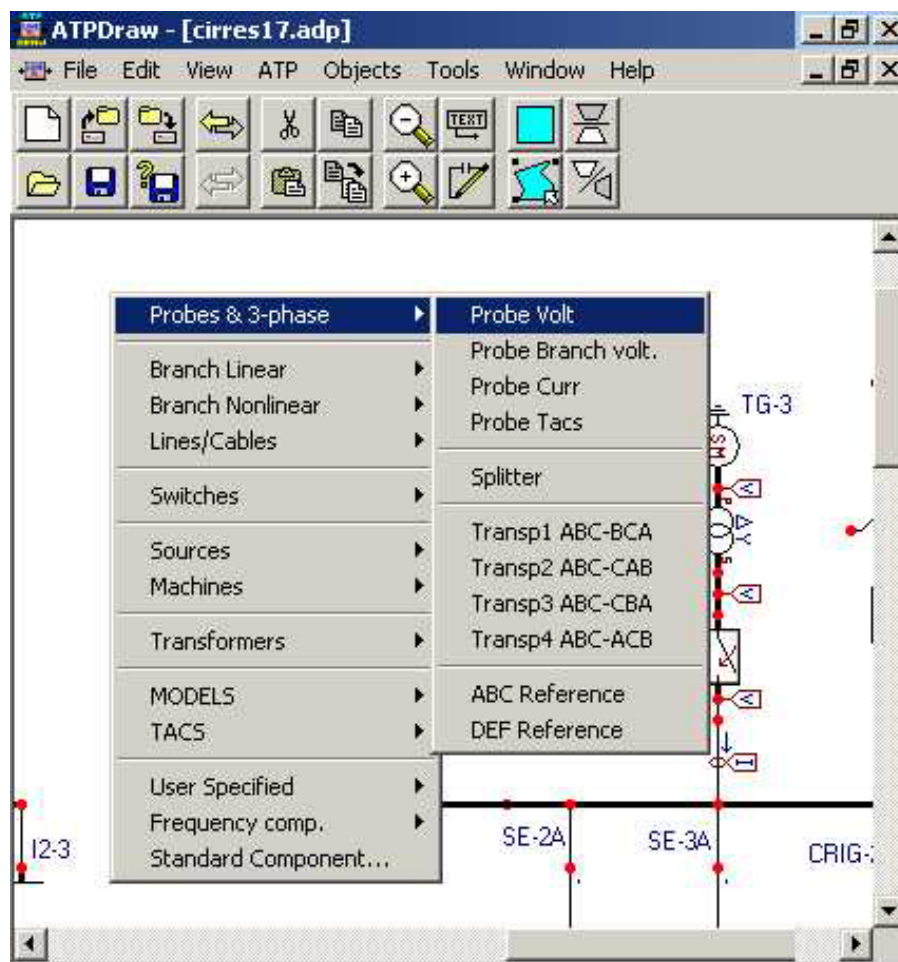 ATPDraw - [cirres17.adp]
File Edit View ATP Objects Tools Window Help
TEXT
Probes & 3-phase
Branch Linear
Branch Nonlinear
Lines/Cables
Switches
Sources
Machines
Transformers
MODELS
TACS
User Specified
Frequency comp.
Standard Component...
Probe Volt
Probe Branch volt.
Probe Curr
Probe Tacs
Splitter
Transp1 ABC-BCA
Transp2 ABC-CAB
Transp3 ABC-CBA
Transp4 ABC-ACB
ABC Reference
DEF Reference
TG-3
SM
V
P
Y
S
V
V
I
I2-3
SE-2A
SE-3A
CRIG-